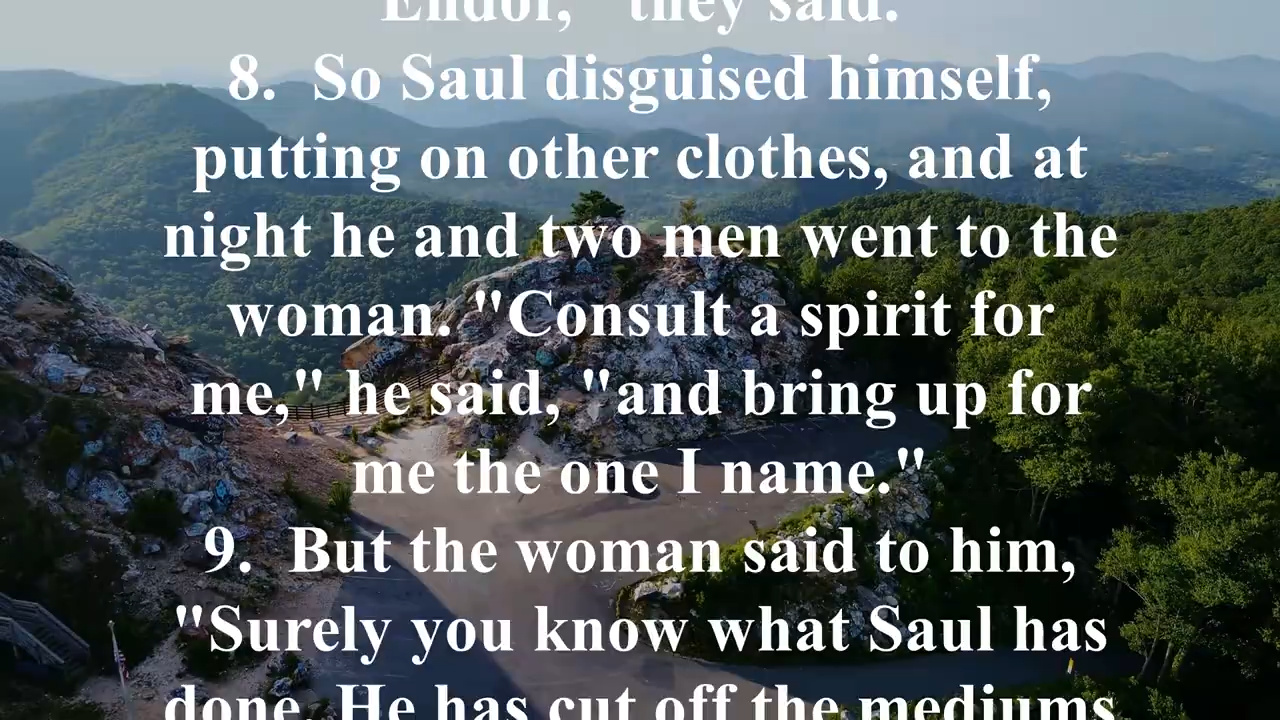 Endor," they said.
8. So Saul disguised himself,
putting on other clothes, and at
night he and two men went to the
woman. "Consult a spirit for
me," he said, "and bring up for
me the one I name."
9. But the woman said to him,
"Surely you know what Saul has
done. He has cut off the mediums